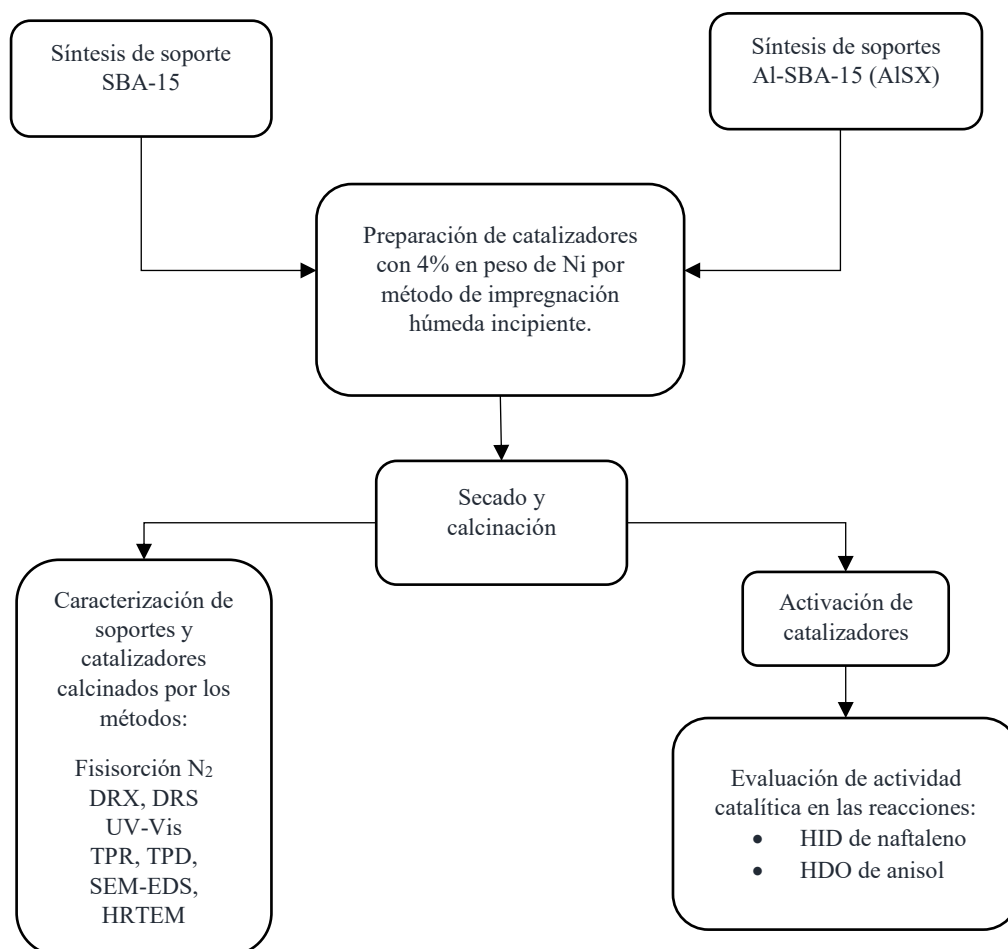 Síntesis de soporte
SBA-15
Síntesis de soportes
Al-SBA-15 (AlSX)
Preparación de catalizadores
con 4% en peso de Ni por
método de impregnación
húmeda incipiente.
Secado y
calcinación
Caracterización de
soportes y
catalizadores
calcinados por los
métodos:
Fisisorción N₂
DRX, DRS
UV-Vis
TPR, TPD,
SEM-EDS,
HRTEM
Activación de
catalizadores
Evaluación de actividad
catalítica en las reacciones:
• HID de naftaleno
• HDO de anisol